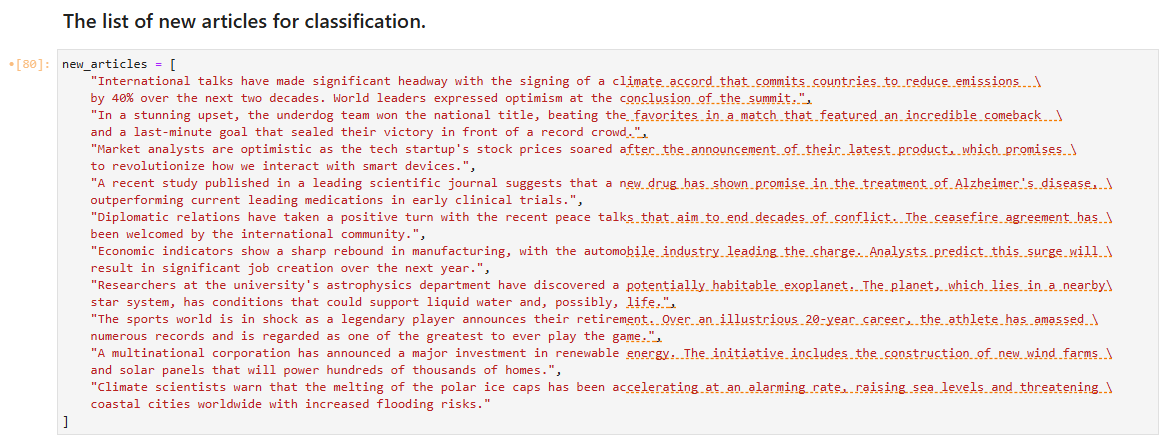 The list of new articles for classification.
•[80]: new_articles = [
"International talks have made significant headway with the signing of a climate accord that commits countries to reduce emissions \
by 40% over the next two decades. World leaders expressed optimism at the conclusion of the summit.",
"In a stunning upset, the underdog team won the national title, beating the favorites in a match that featured an incredible comeback \
and a last-minute goal that sealed their victory in front of a record crowd.",
"Market analysts are optimistic as the tech startup's stock prices soared after the announcement of their latest product, which promises \
to revolutionize how we interact with smart devices.",
"A recent study published in a leading scientific journal suggests that a new drug has shown promise in the treatment of Alzheimer's disease, \
outperforming current leading medications in early clinical trials.",
"Diplomatic relations have taken a positive turn with the recent peace talks that aim to end decades of conflict. The ceasefire agreement has \
been welcomed by the international community.",
"Economic indicators show a sharp rebound in manufacturing, with the automobile industry leading the charge. Analysts predict this surge will \
result in significant job creation over the next year.",
"Researchers at the university's astrophysics department have discovered a potentially habitable exoplanet. The planet, which lies in a nearby\
star system, has conditions that could support liquid water and, possibly, life.",
"The sports world is in shock as a legendary player announces their retirement. Over an illustrious 20-year career, the athlete has amassed \
numerous records and is regarded as one of the greatest to ever play the game.",
"A multinational corporation has announced a major investment in renewable energy. The initiative includes the construction of new wind farms \
and solar panels that will power hundreds of thousands of homes.",
"Climate scientists warn that the melting of the polar ice caps has been accelerating at an alarming rate, raising sea levels and threatening \
coastal cities worldwide with increased flooding risks."
]